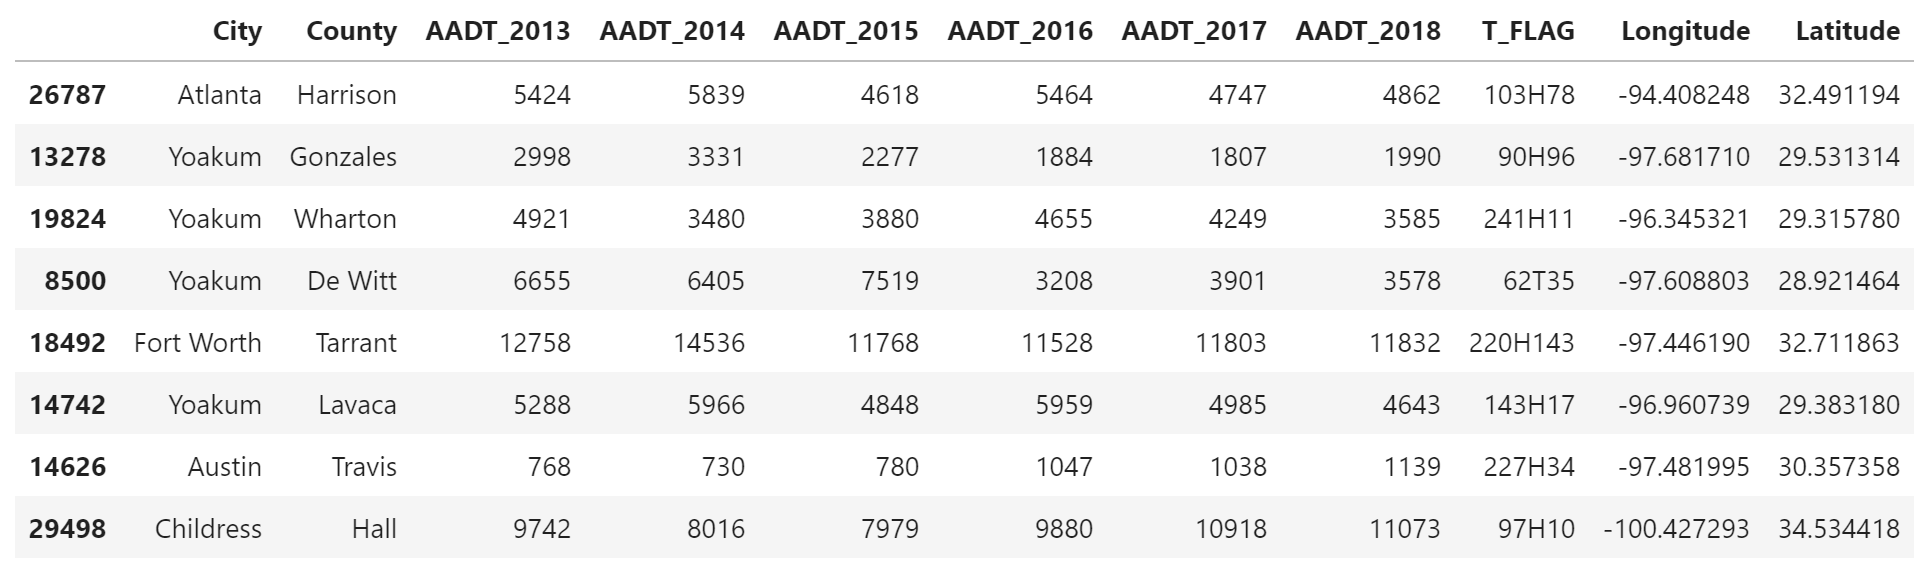 City County AADT_2013 AADT_2014 AADT_2015 AADT_2016 AADT_2017 AADT_2018 T_FLAG Longitude Latitude
26787 Atlanta Harrison 5424 5839 4618 5464 4747 4862 103H78 -94.408248 32.491194
13278 Yoakum Gonzales 2998 3331 2277 1884 1807 1990 90H96 -97.681710 29.531314
19824 Yoakum Wharton 4921 3480 3880 4655 4249 3585 241H11 -96.345321 29.315780
8500 Yoakum De Witt 6655 6405 7519 3208 3901 3578 62T35 -97.608803 28.921464
18492 Fort Worth Tarrant 12758 14536 11768 11528 11803 11832 220H143 -97.446190 32.711863
14742 Yoakum Lavaca 5288 5966 4848 5959 4985 4643 143H17 -96.960739 29.383180
14626 Austin Travis 768 730 780 1047 1038 1139 227H34 -97.481995 30.357358
29498 Childress Hall 9742 8016 7979 9880 10918 11073 97H10 -100.427293 34.534418